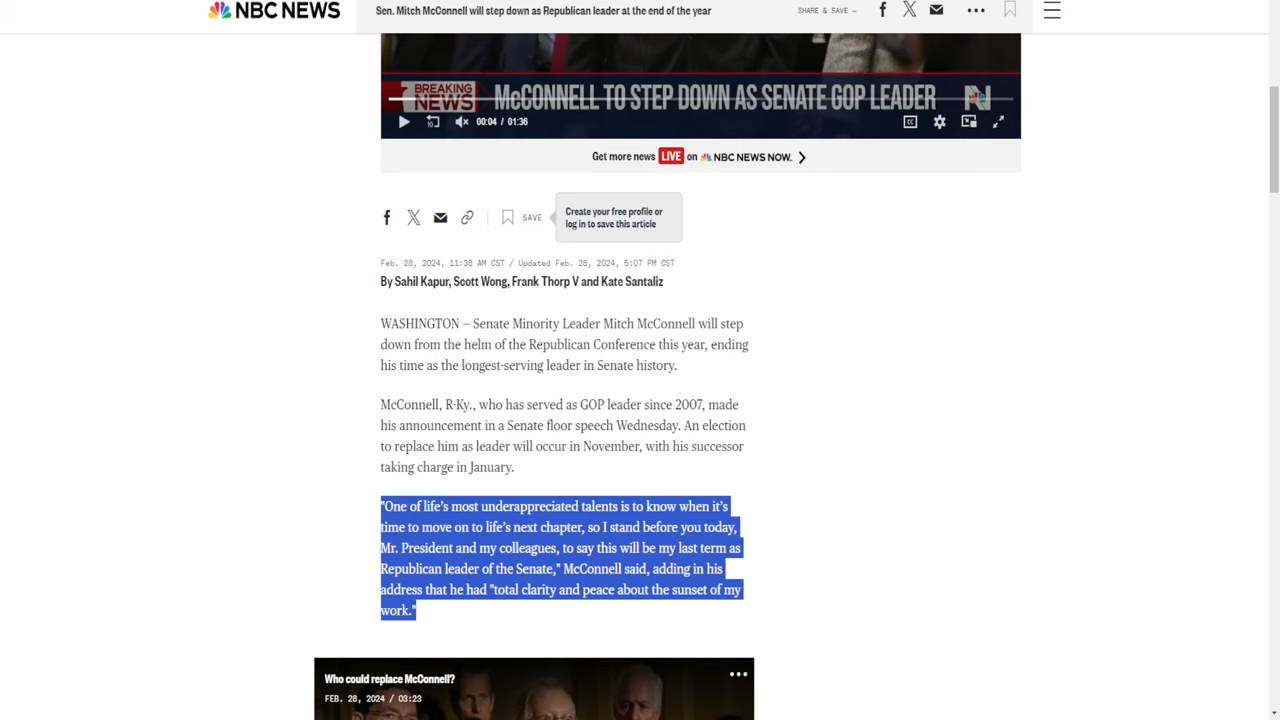 NBC NEWS
Sen. Mitch McConnell will step down as Republican leader at the end of the year
SHARE & SAVE —
BREAKING NEWS
McCONNELL TO STEP DOWN AS SENATE GOP LEADER
10
00:04 / 01:36
CC
Get more news LIVE on NBC NEWS NOW.
SAVE
Create your free profile or
log in to save this article
Feb. 28, 2024, 11:38 AM CST / Updated Feb. 28, 2024, 5:07 PM CST
By Sahil Kapur, Scott Wong, Frank Thorp V and Kate Santaliz
WASHINGTON — Senate Minority Leader Mitch McConnell will step
down from the helm of the Republican Conference this year, ending
his time as the longest-serving leader in Senate history.
McConnell, R-Ky., who has served as GOP leader since 2007, made
his announcement in a Senate floor speech Wednesday. An election
to replace him as leader will occur in November, with his successor
taking charge in January.
"One of life's most underappreciated talents is to know when it's
time to move on to life's next chapter, so I stand before you today,
Mr. President and my colleagues, to say this will be my last term as
Republican leader of the Senate," McConnell said, adding in his
address that he had "total clarity and peace about the sunset of my
work."
Who could replace McConnell?
FEB. 28, 2024 / 03:23